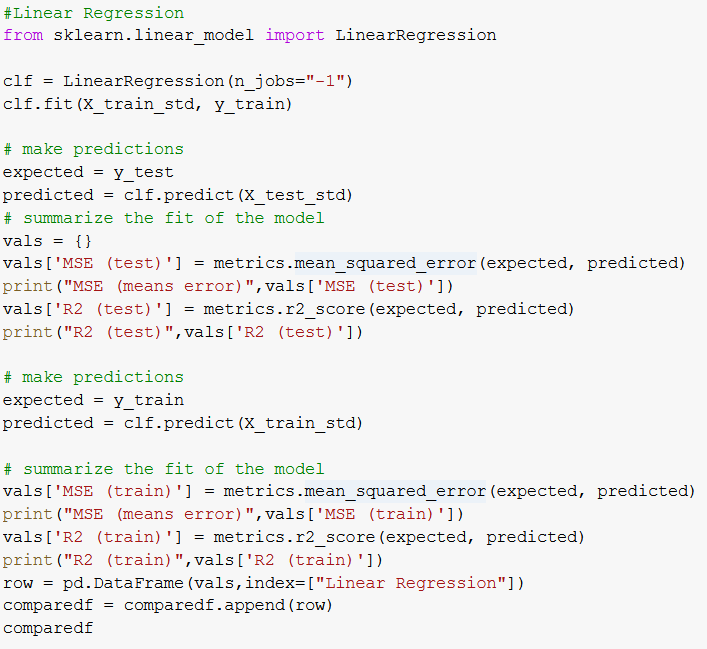 #Linear Regression
from sklearn.linear_model import LinearRegression
clf = LinearRegression(n_jobs="-1")
clf.fit(X_train_std, y_train)
# make predictions
expected = y_test
predicted = clf.predict(X_test_std)
# summarize the fit of the model
vals = {}
vals['MSE (test)'] = metrics.mean_squared_error(expected, predicted)
print("MSE (means error)",vals['MSE (test)'])
vals['R2 (test)'] = metrics.r2_score(expected, predicted)
print("R2 (test)",vals['R2 (test)'])
# make predictions
expected = y_train
predicted = clf.predict(X_train_std)
# summarize the fit of the model
vals['MSE (train)'] = metrics.mean_squared_error(expected, predicted)
print("MSE (means error)",vals['MSE (train)'])
vals['R2 (train)'] = metrics.r2_score(expected, predicted)
print("R2 (train)",vals['R2 (train)'])
row = pd.DataFrame(vals,index=["Linear Regression"])
comparedf = comparedf.append(row)
comparedf